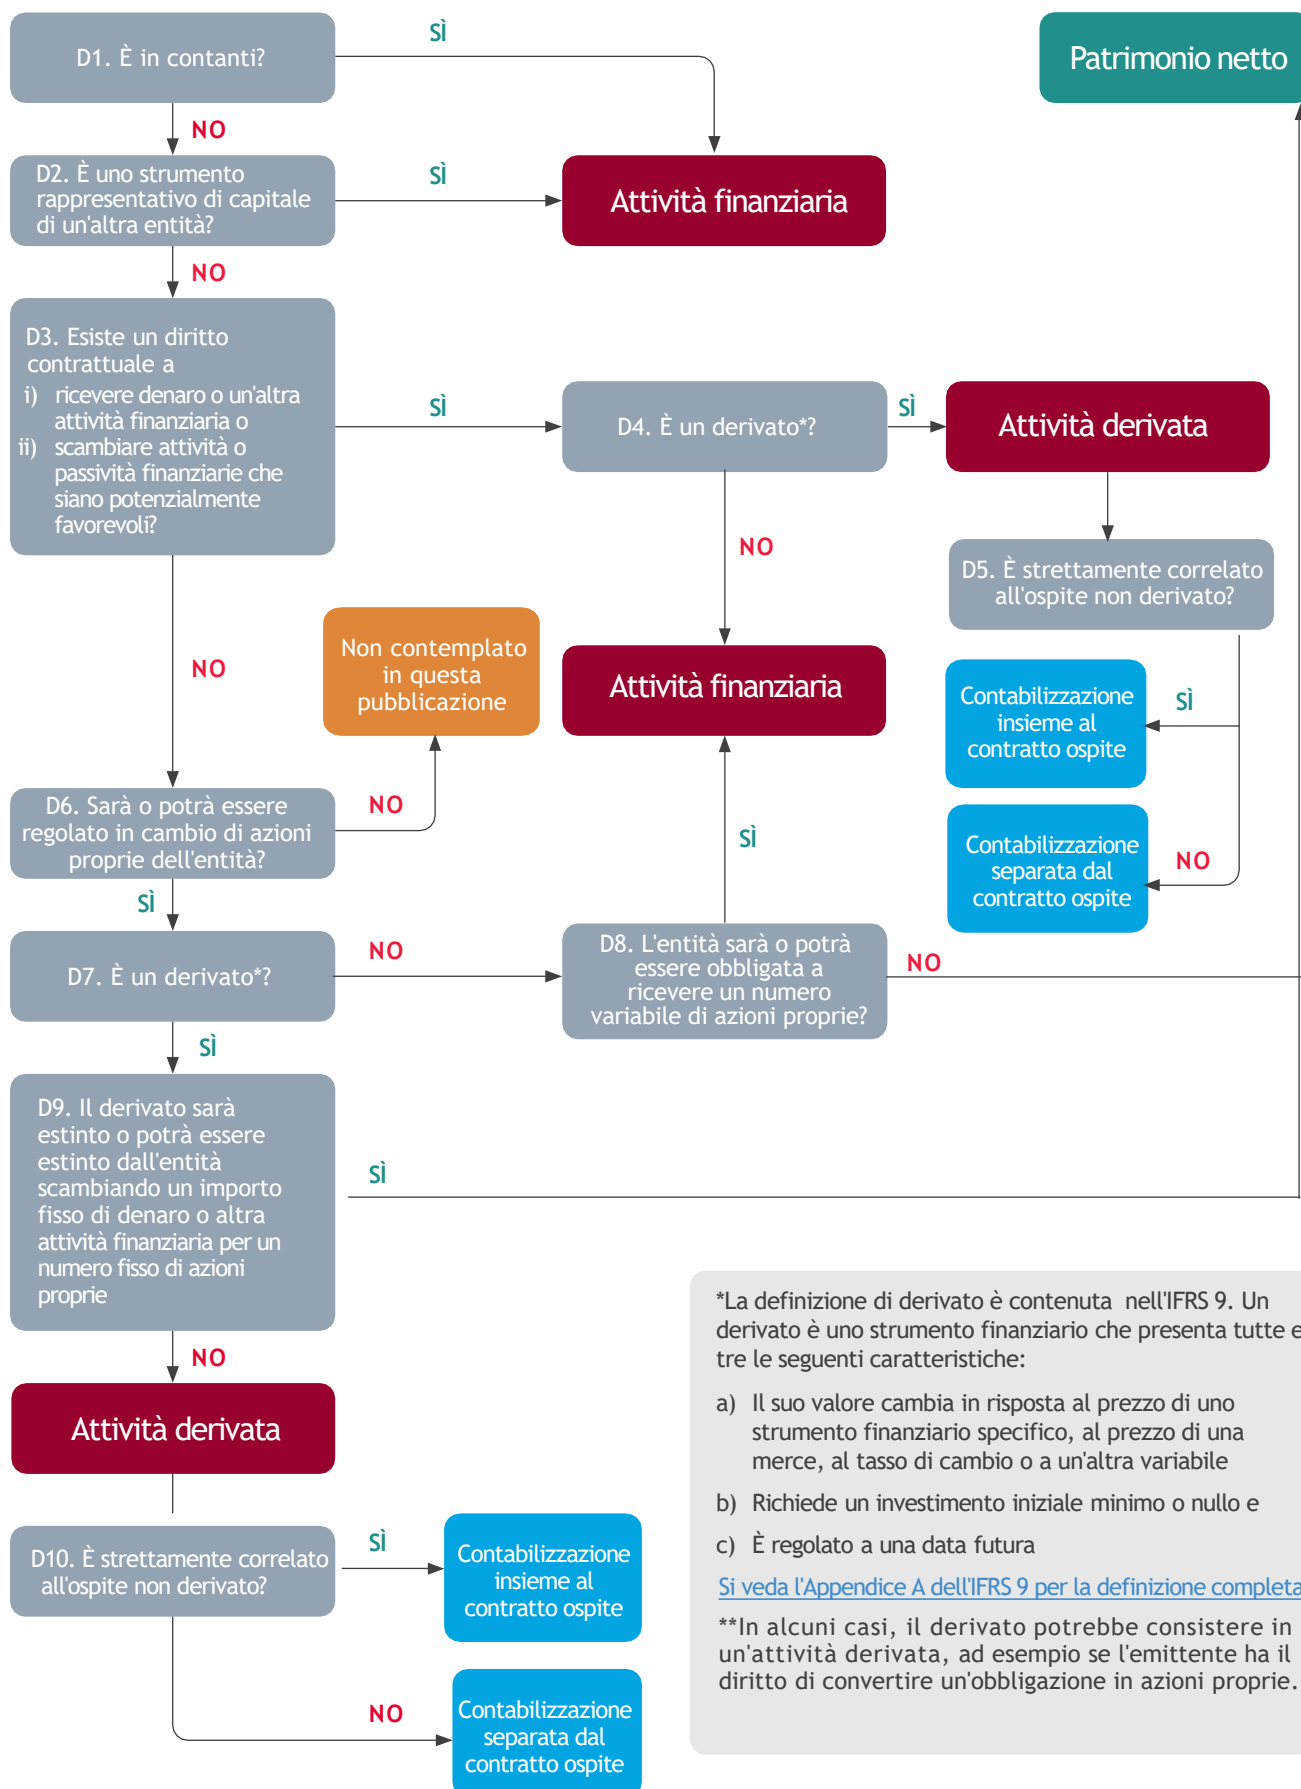 D1. È in contanti?
SÌ
Patrimonio netto
NO
D2. È uno strumento
rappresentativo di capitale
di un'altra entità?
SÌ
Attività finanziaria
NO
D3. Esiste un diritto
contrattuale a
i) ricevere denaro o un'altra
attività finanziaria o
ii) scambiare attività o
passività finanziarie che
siano potenzialmente
favorevoli?
SÌ
D4. È un derivato*?
SÌ
Attività derivata
NO
D5. È strettamente correlato
all'ospite non derivato?
NO
Non contemplato
in questa
pubblicazione
Attività finanziaria
Contabilizzazione
insieme al
contratto ospite
SÌ
D6. Sarà o potrà essere
regolato in cambio di azioni
proprie dell'entità?
NO
SÌ
Contabilizzazione
separata dal
contratto ospite
NO
SÌ
D7. È un derivato*?
NO
D8. L'entità sarà o potrà
essere obbligata a
ricevere un numero
variabile di azioni proprie?
NO
SÌ
D9. Il derivato sarà
estinto o potrà essere
estinto dall'entità
scambiando un importo
fisso di denaro o altra
attività finanziaria per un
numero fisso di azioni
proprie
SÌ
NO
Attività derivata
D10. È strettamente correlato
all'ospite non derivato?
SÌ
Contabilizzazione
insieme al
contratto ospite
NO
Contabilizzazione
separata dal
contratto ospite
*La definizione di derivato è contenuta nell'IFRS 9. Un
derivato è uno strumento finanziario che presenta tutte e
tre le seguenti caratteristiche:
a) Il suo valore cambia in risposta al prezzo di uno
strumento finanziario specifico, al prezzo di una
merce, al tasso di cambio o a un'altra variabile
b) Richiede un investimento iniziale minimo o nullo e
c) È regolato a una data futura
Si veda l'Appendice A dell'IFRS 9 per la definizione completa
**In alcuni casi, il derivato potrebbe consistere in
un'attività derivata, ad esempio se l'emittente ha il
diritto di convertire un'obbligazione in azioni proprie.